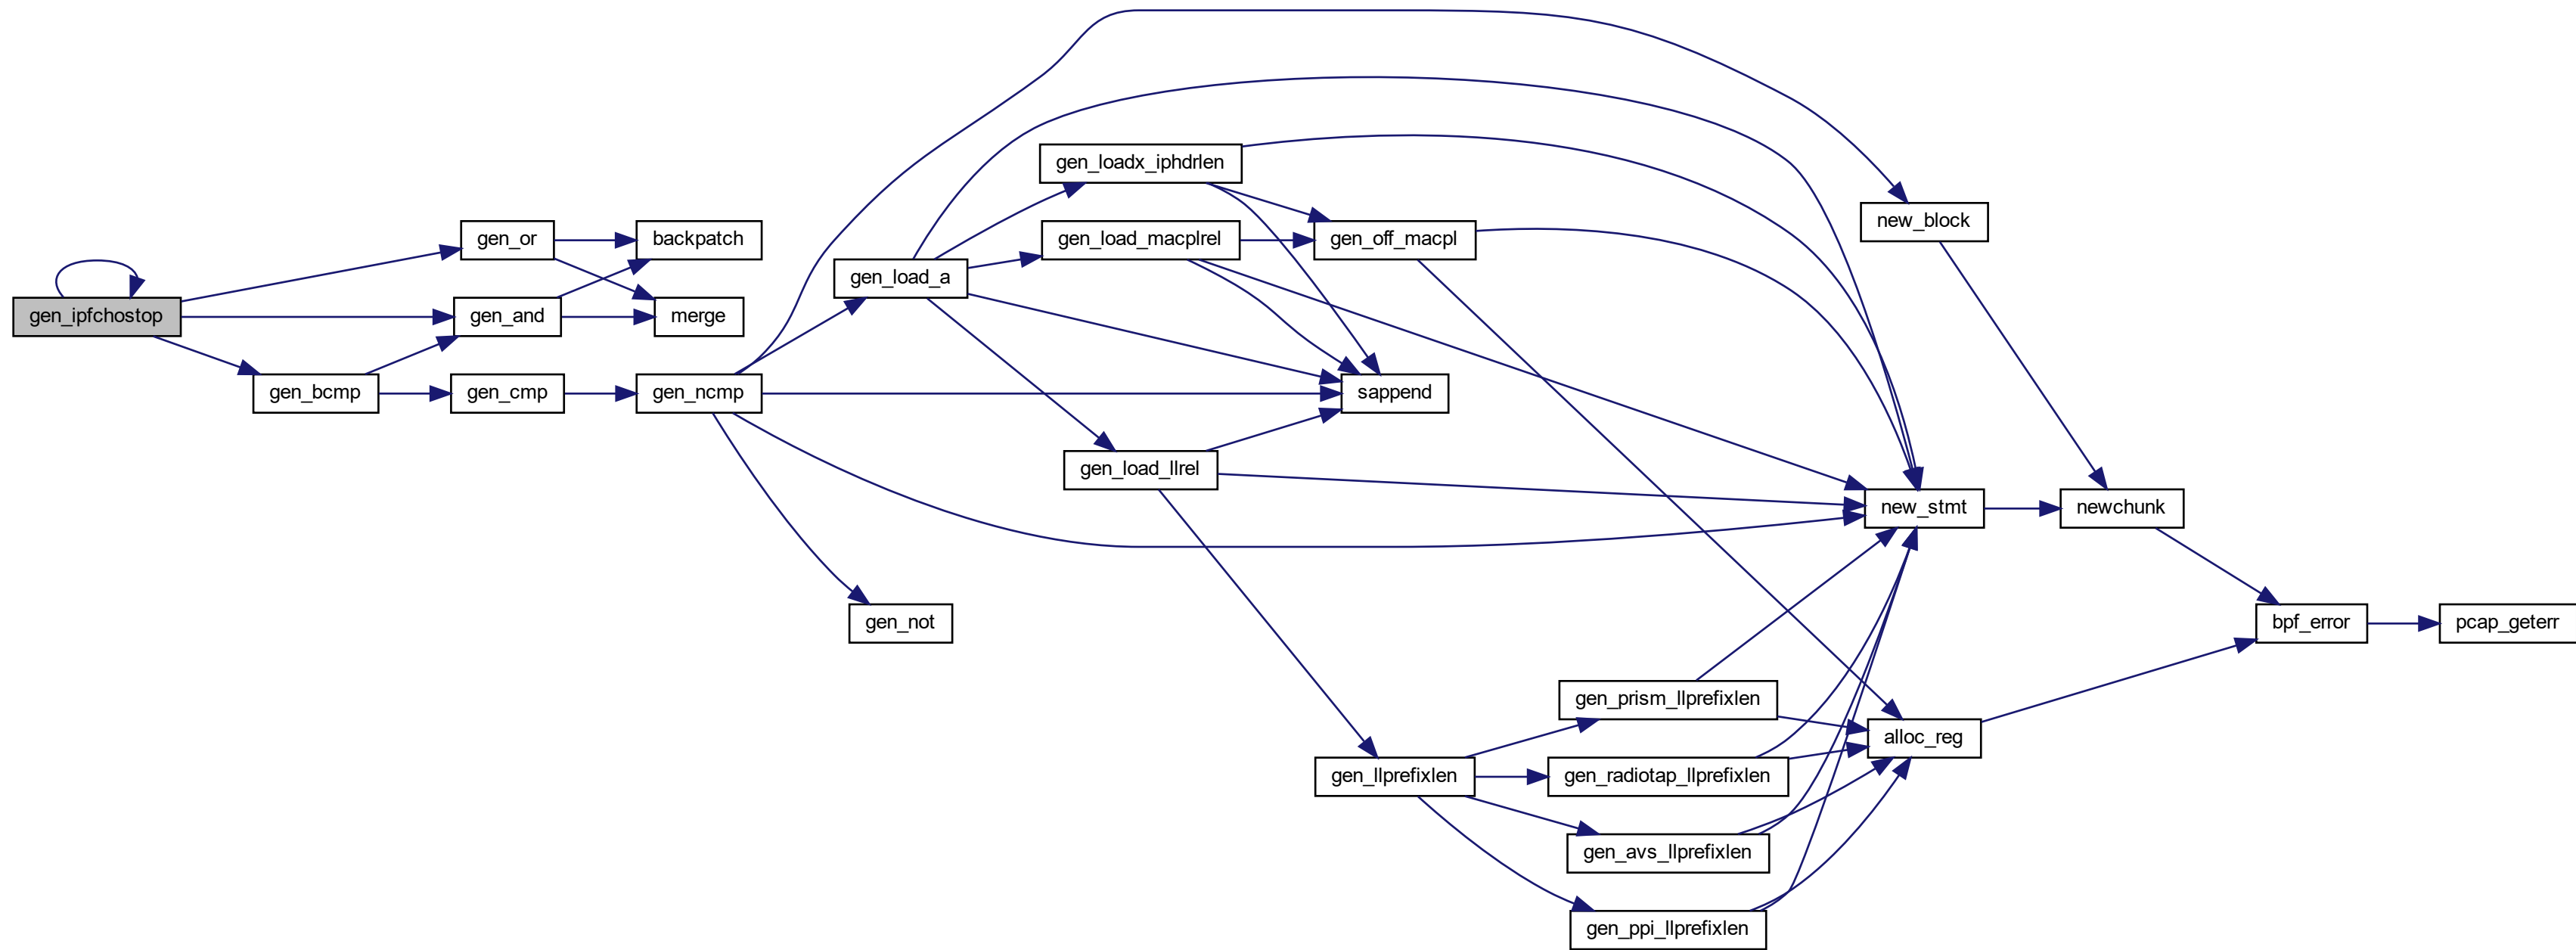 gen_ipfchostop
gen_or
gen_and
gen_bcmp
backpatch
merge
gen_cmp
gen_ncmp
gen_load_a
gen_not
gen_loadx_iphdrlen
gen_load_macplrel
gen_load_llrel
gen_off_macpl
sappend
gen_llprefixlen
gen_prism_llprefixlen
gen_radiotap_llprefixlen
gen_avs_llprefixlen
gen_ppi_llprefixlen
new_block
new_stmt
alloc_reg
newchunk
bpf_error
pcap_geterr